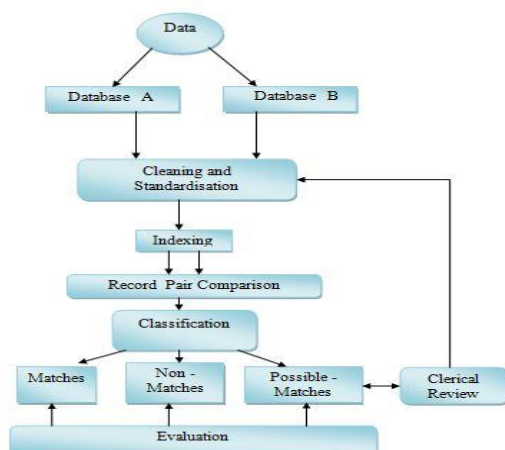 Data
Database A
Database B
Cleaning and
Standardisation
Indexing
Record Pair Comparison
Classification
Matches
Non -
Matches
Possible -
Matches
Clerical
Review
Evaluation